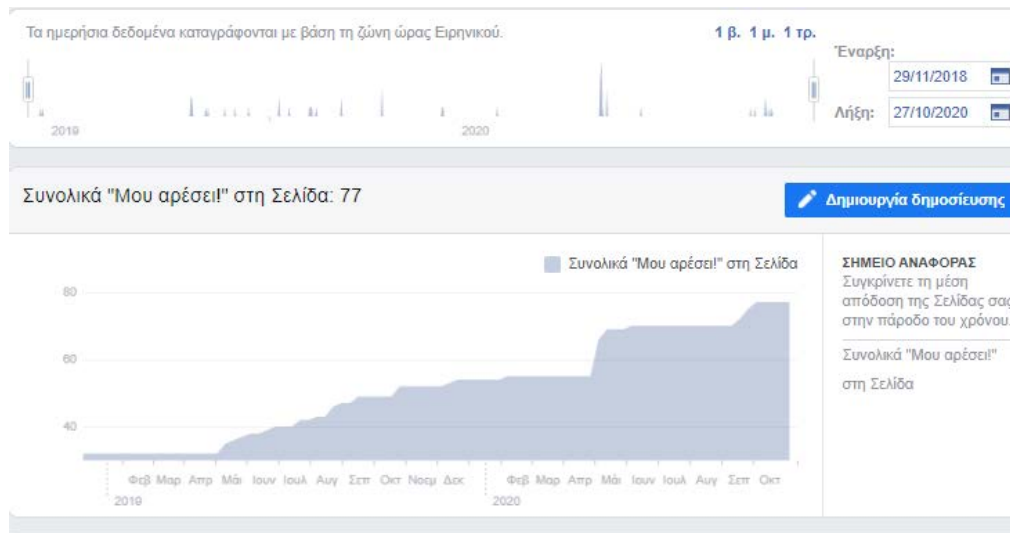 Τα ημερήσια δεδομένα καταγράφονται με βάση τη ζώνη ώρας Ειρηνικού.
1 β. 1 μ. 1 τρ.
Έναρξη:
29/11/2018
Λήξη:
27/10/2020
2019
2020
Συνολικά "Μου αρέσει!" στη Σελίδα: 77
Δημιουργία δημοσίευσης
Συνολικά "Μου αρέσει!" στη Σελίδα
80
60
40
Φεβ Μαρ Απρ Μάι Ιουν Ιουλ Αυγ Σεπ Οκτ Νοεμ Δεκ Φεβ Μαρ Απρ Μάι Ιουν Ιουλ Αυγ Σεπ Οκτ
2019
2020
ΣΗΜΕΙΟ ΑΝΑΦΟΡΑΣ
Συγκρίνετε τη μέση
απόδοση της Σελίδας σας
στην πάροδο του χρόνου.
Συνολικά "Μου αρέσει!"
στη Σελίδα